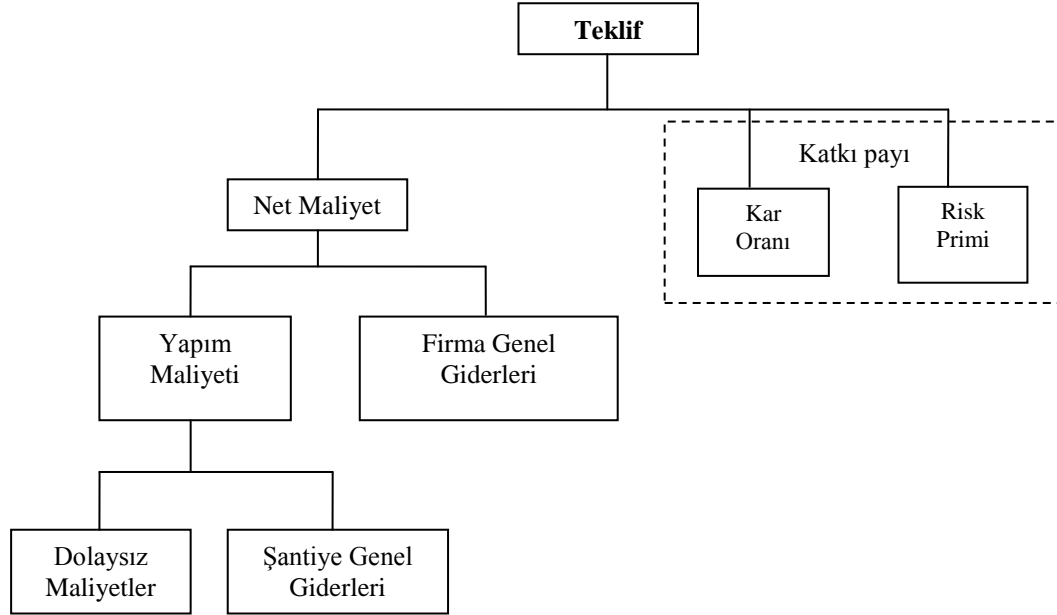 Teklif
Katkı payı
Net Maliyet
Kar
Oranı
Risk
Primi
Yapım
Maliyeti
Firma Genel
Giderleri
Dolaysız
Maliyetler
Şantiye Genel
Giderleri